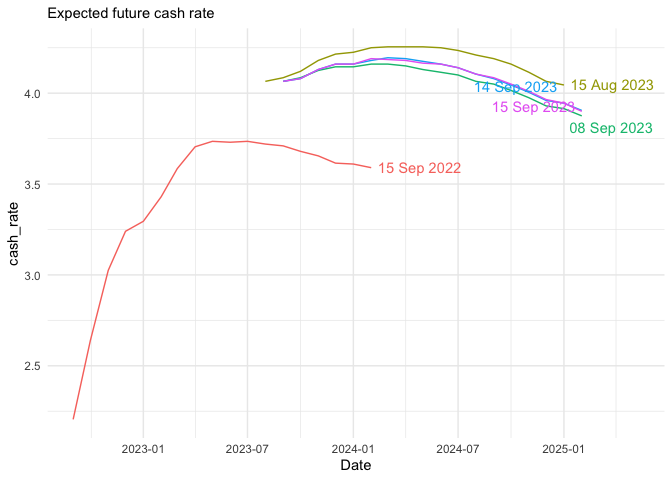 Expected future cash rate
cash_rate
4.0
3.5
3.0
2.5
14 Sep 2023
15 Aug 2023
15 Sep 2023
08 Sep 2023
15 Sep 2022
2023-01
2023-07
2024-01
2024-07
2025-01
Date